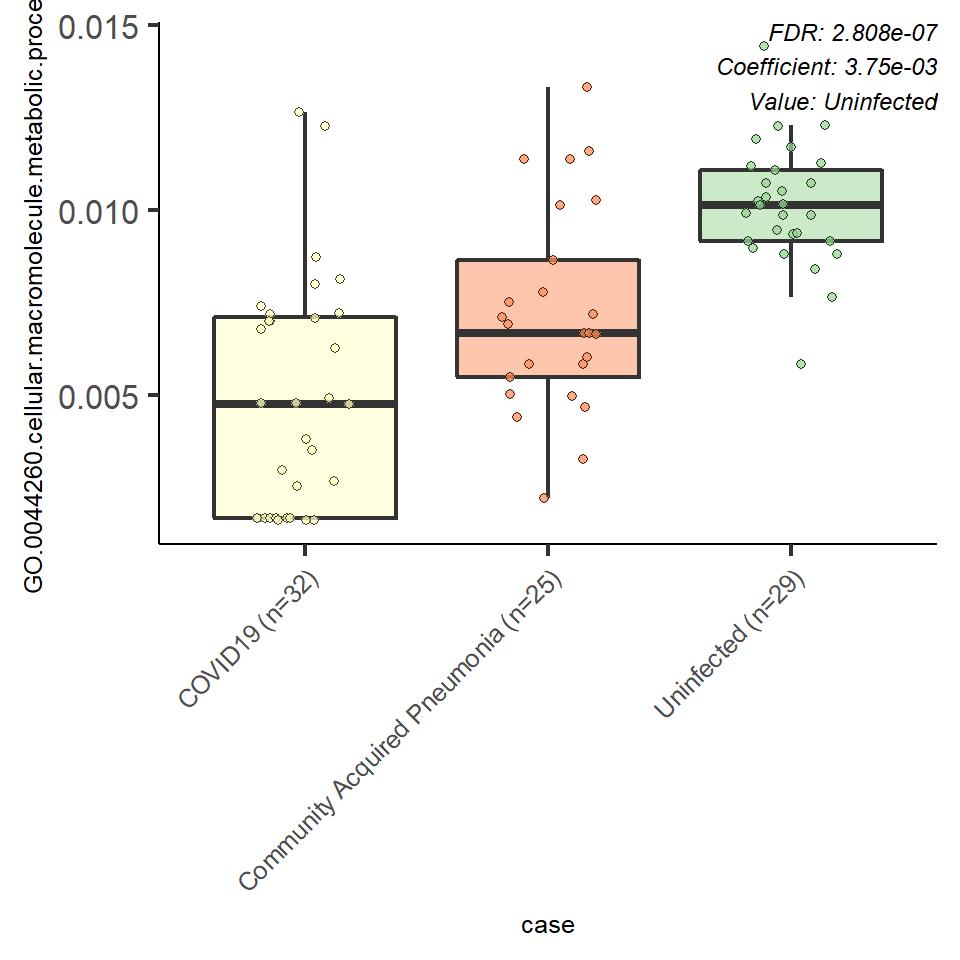 GO.0044260.cellular.macromolecule.metabolic.proce
0.015
0.010
0.005
FDR: 2.808e-07
Coefficient: 3.75e-03
Value: Uninfected
COVID19 (n=32)
Community Acquired Pneumonia (n=25)
Uninfected (n=29)
case